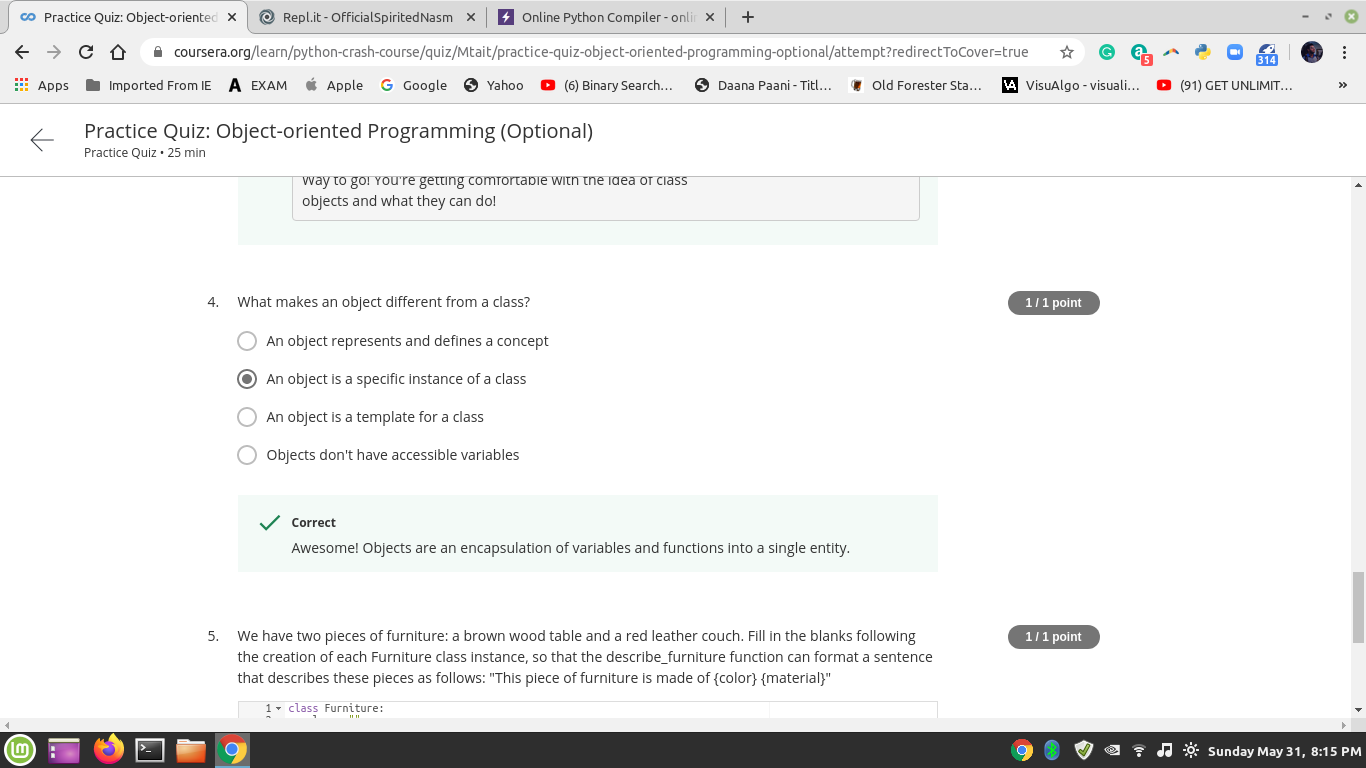 Practice Quiz: Object-oriented
Repl.it - OfficialSpiritedNasm
Online Python Compiler - onli
coursera.org/learn/python-crash-course/quiz/Mtait/practice-quiz-object-oriented-programming-optional/attempt?redirectToCover=true
5
314
Apps
Imported From IE
EXAM
Apple
Google
Yahoo
(6) Binary Search...
Daana Paani - Titl...
Old Forester Sta...
VisuAlgo - visuali...
(91) GET UNLIMIT...
»
Practice Quiz: Object-oriented Programming (Optional)
Practice Quiz • 25 min
Way to go! You're getting comfortable with the idea of class
objects and what they can do!
4. What makes an object different from a class?
1 / 1 point
An object represents and defines a concept
An object is a specific instance of a class
An object is a template for a class
Objects don't have accessible variables
Correct
Awesome! Objects are an encapsulation of variables and functions into a single entity.
5. We have two pieces of furniture: a brown wood table and a red leather couch. Fill in the blanks following
the creation of each Furniture class instance, so that the describe_furniture function can format a sentence
that describes these pieces as follows: "This piece of furniture is made of {color} {material}"
1 / 1 point
1 class Furniture:
Sunday May 31, 8:15 PM